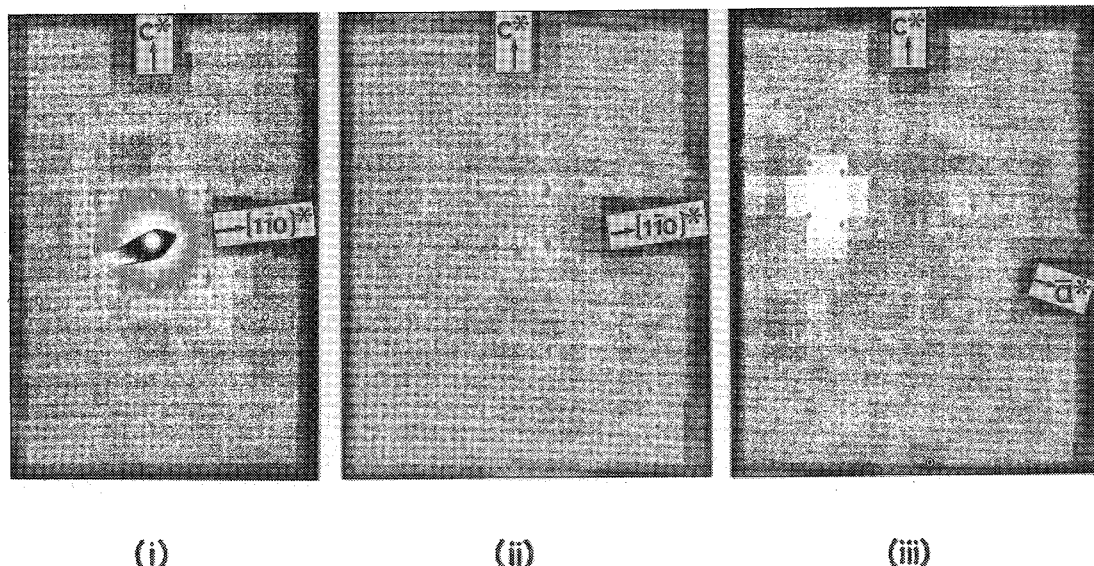 C* C* C*
[11̄0]* [11̄0]* a̅*
(i) (ii) (iii)